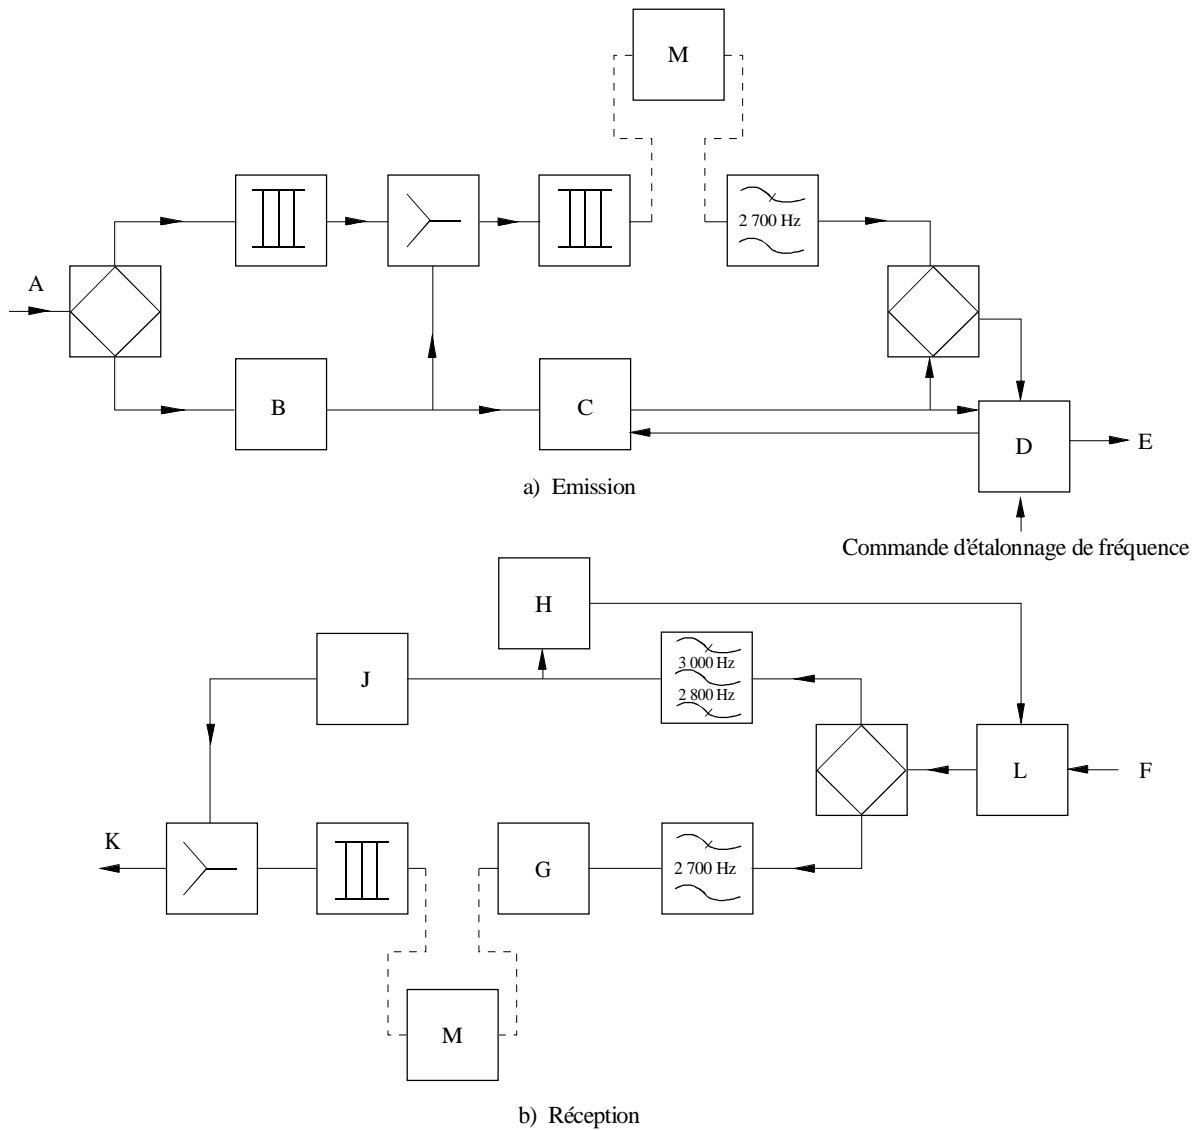 M
2 700 Hz
A
B
C
D
E
a) Emission
Commande d'étalonnage de fréquence
H
J
3 000 Hz
2 800 Hz
L
F
K
G
2 700 Hz
M
b) Réception